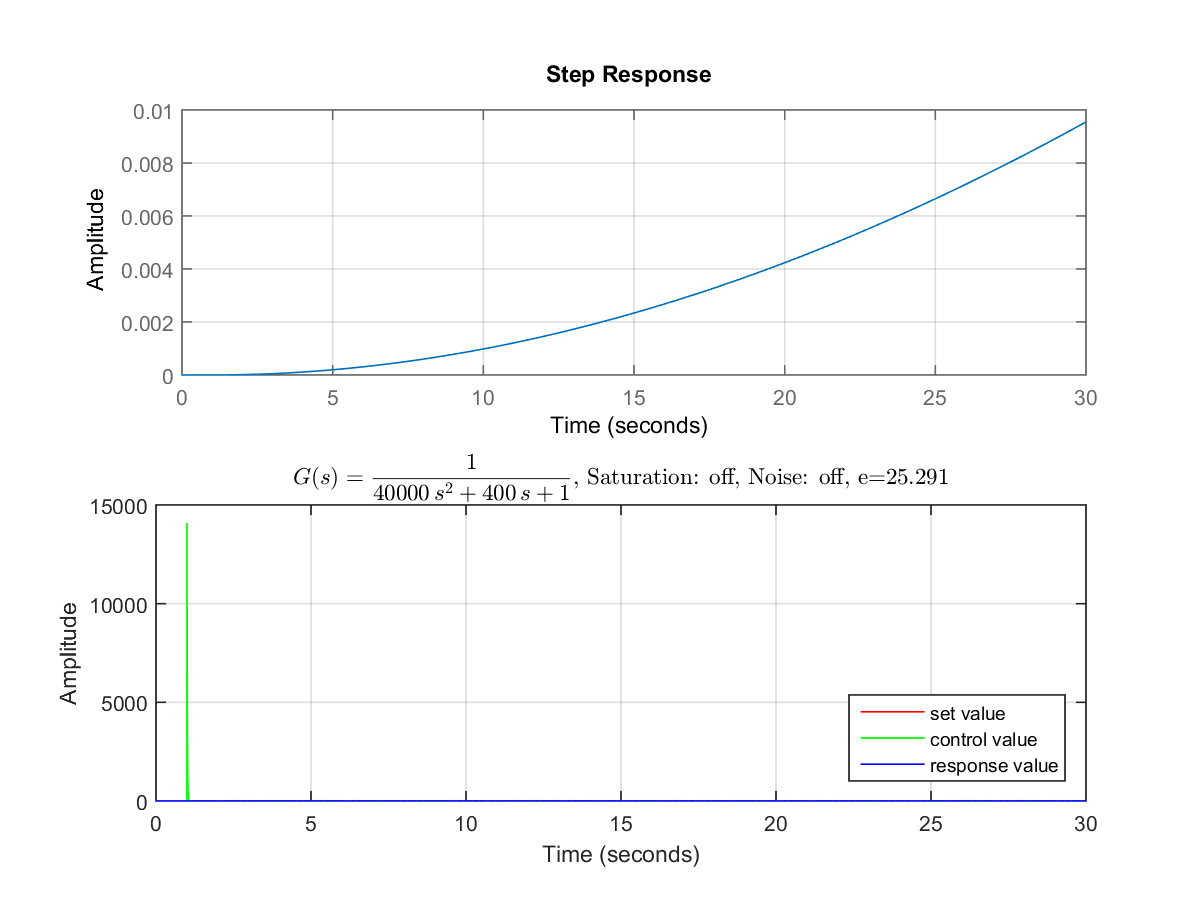 Step Response
Amplitude
0.01
0.008
0.006
0.004
0.002
0
0 5 10 15 20 25 30
Time (seconds)
G(s) = \frac{1}{40000 s^2 + 400 s + 1}, Saturation: off, Noise: off, e=25.291
Amplitude
15000
10000
5000
0
set value
control value
response value
0 5 10 15 20 25 30
Time (seconds)